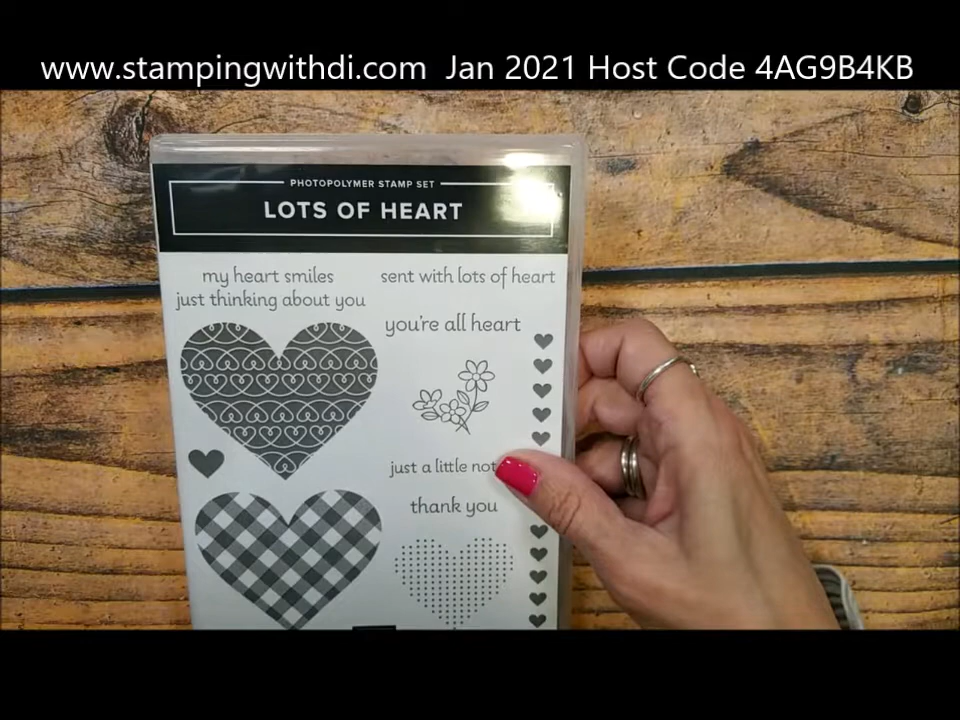 www.stampingwithdi.com Jan 2021 Host Code 4AG9B4KB
PHOTOPOLYMER STAMP SET
LOTS OF HEART
my heart smiles
just thinking about you
sent with lots of heart
you're all heart
just a little
thank you